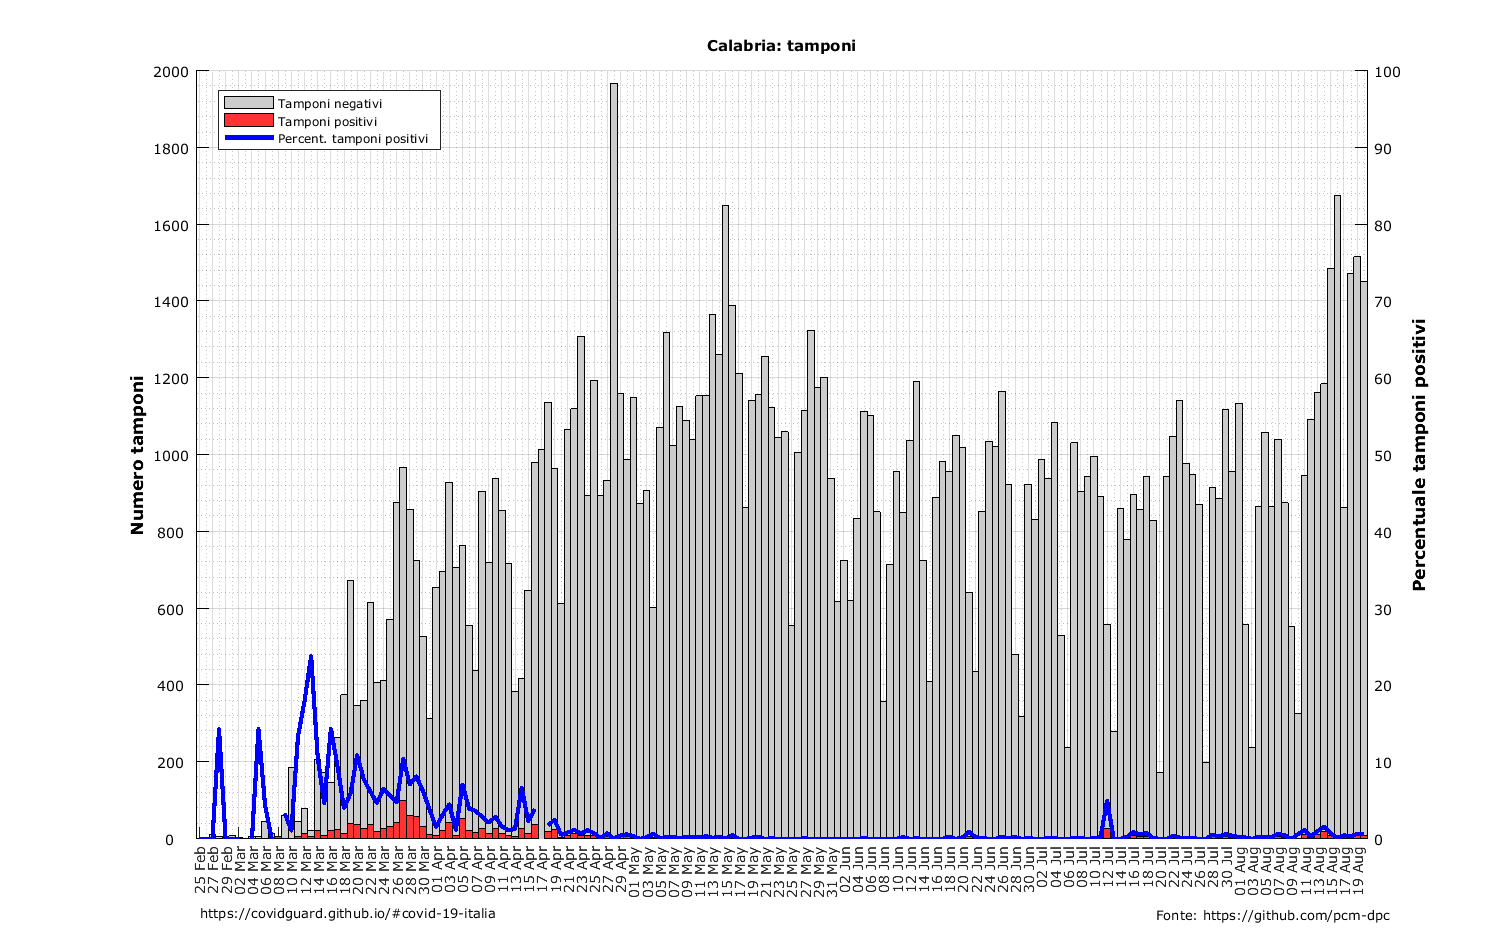 Calabria: tamponi
2000
1800
1600
1400
1200
1000
800
600
400
200
0
100
90
80
70
60
50
40
30
20
10
0
Numero tamponi
Percentuale tamponi positivi
Tamponi negativi
Tamponi positivi
Percent. tamponi positivi
25 Feb
27 Feb
29 Feb
02 Mar
04 Mar
06 Mar
08 Mar
10 Mar
12 Mar
14 Mar
16 Mar
18 Mar
20 Mar
22 Mar
24 Mar
26 Mar
28 Mar
30 Mar
01 Apr
03 Apr
05 Apr
07 Apr
09 Apr
11 Apr
13 Apr
15 Apr
17 Apr
19 Apr
21 Apr
23 Apr
25 Apr
27 Apr
29 Apr
01 May
03 May
05 May
07 May
09 May
11 May
13 May
15 May
17 May
19 May
21 May
23 May
25 May
27 May
29 May
31 May
02 Jun
04 Jun
06 Jun
08 Jun
10 Jun
12 Jun
14 Jun
16 Jun
18 Jun
20 Jun
22 Jun
24 Jun
26 Jun
28 Jun
30 Jun
02 Jul
04 Jul
06 Jul
08 Jul
10 Jul
12 Jul
14 Jul
16 Jul
18 Jul
20 Jul
22 Jul
24 Jul
26 Jul
28 Jul
30 Jul
01 Aug
03 Aug
05 Aug
07 Aug
09 Aug
11 Aug
13 Aug
15 Aug
17 Aug
19 Aug
https://covidguard.github.io/#covid-19-italia
Fonte: https://github.com/pcm-dpc